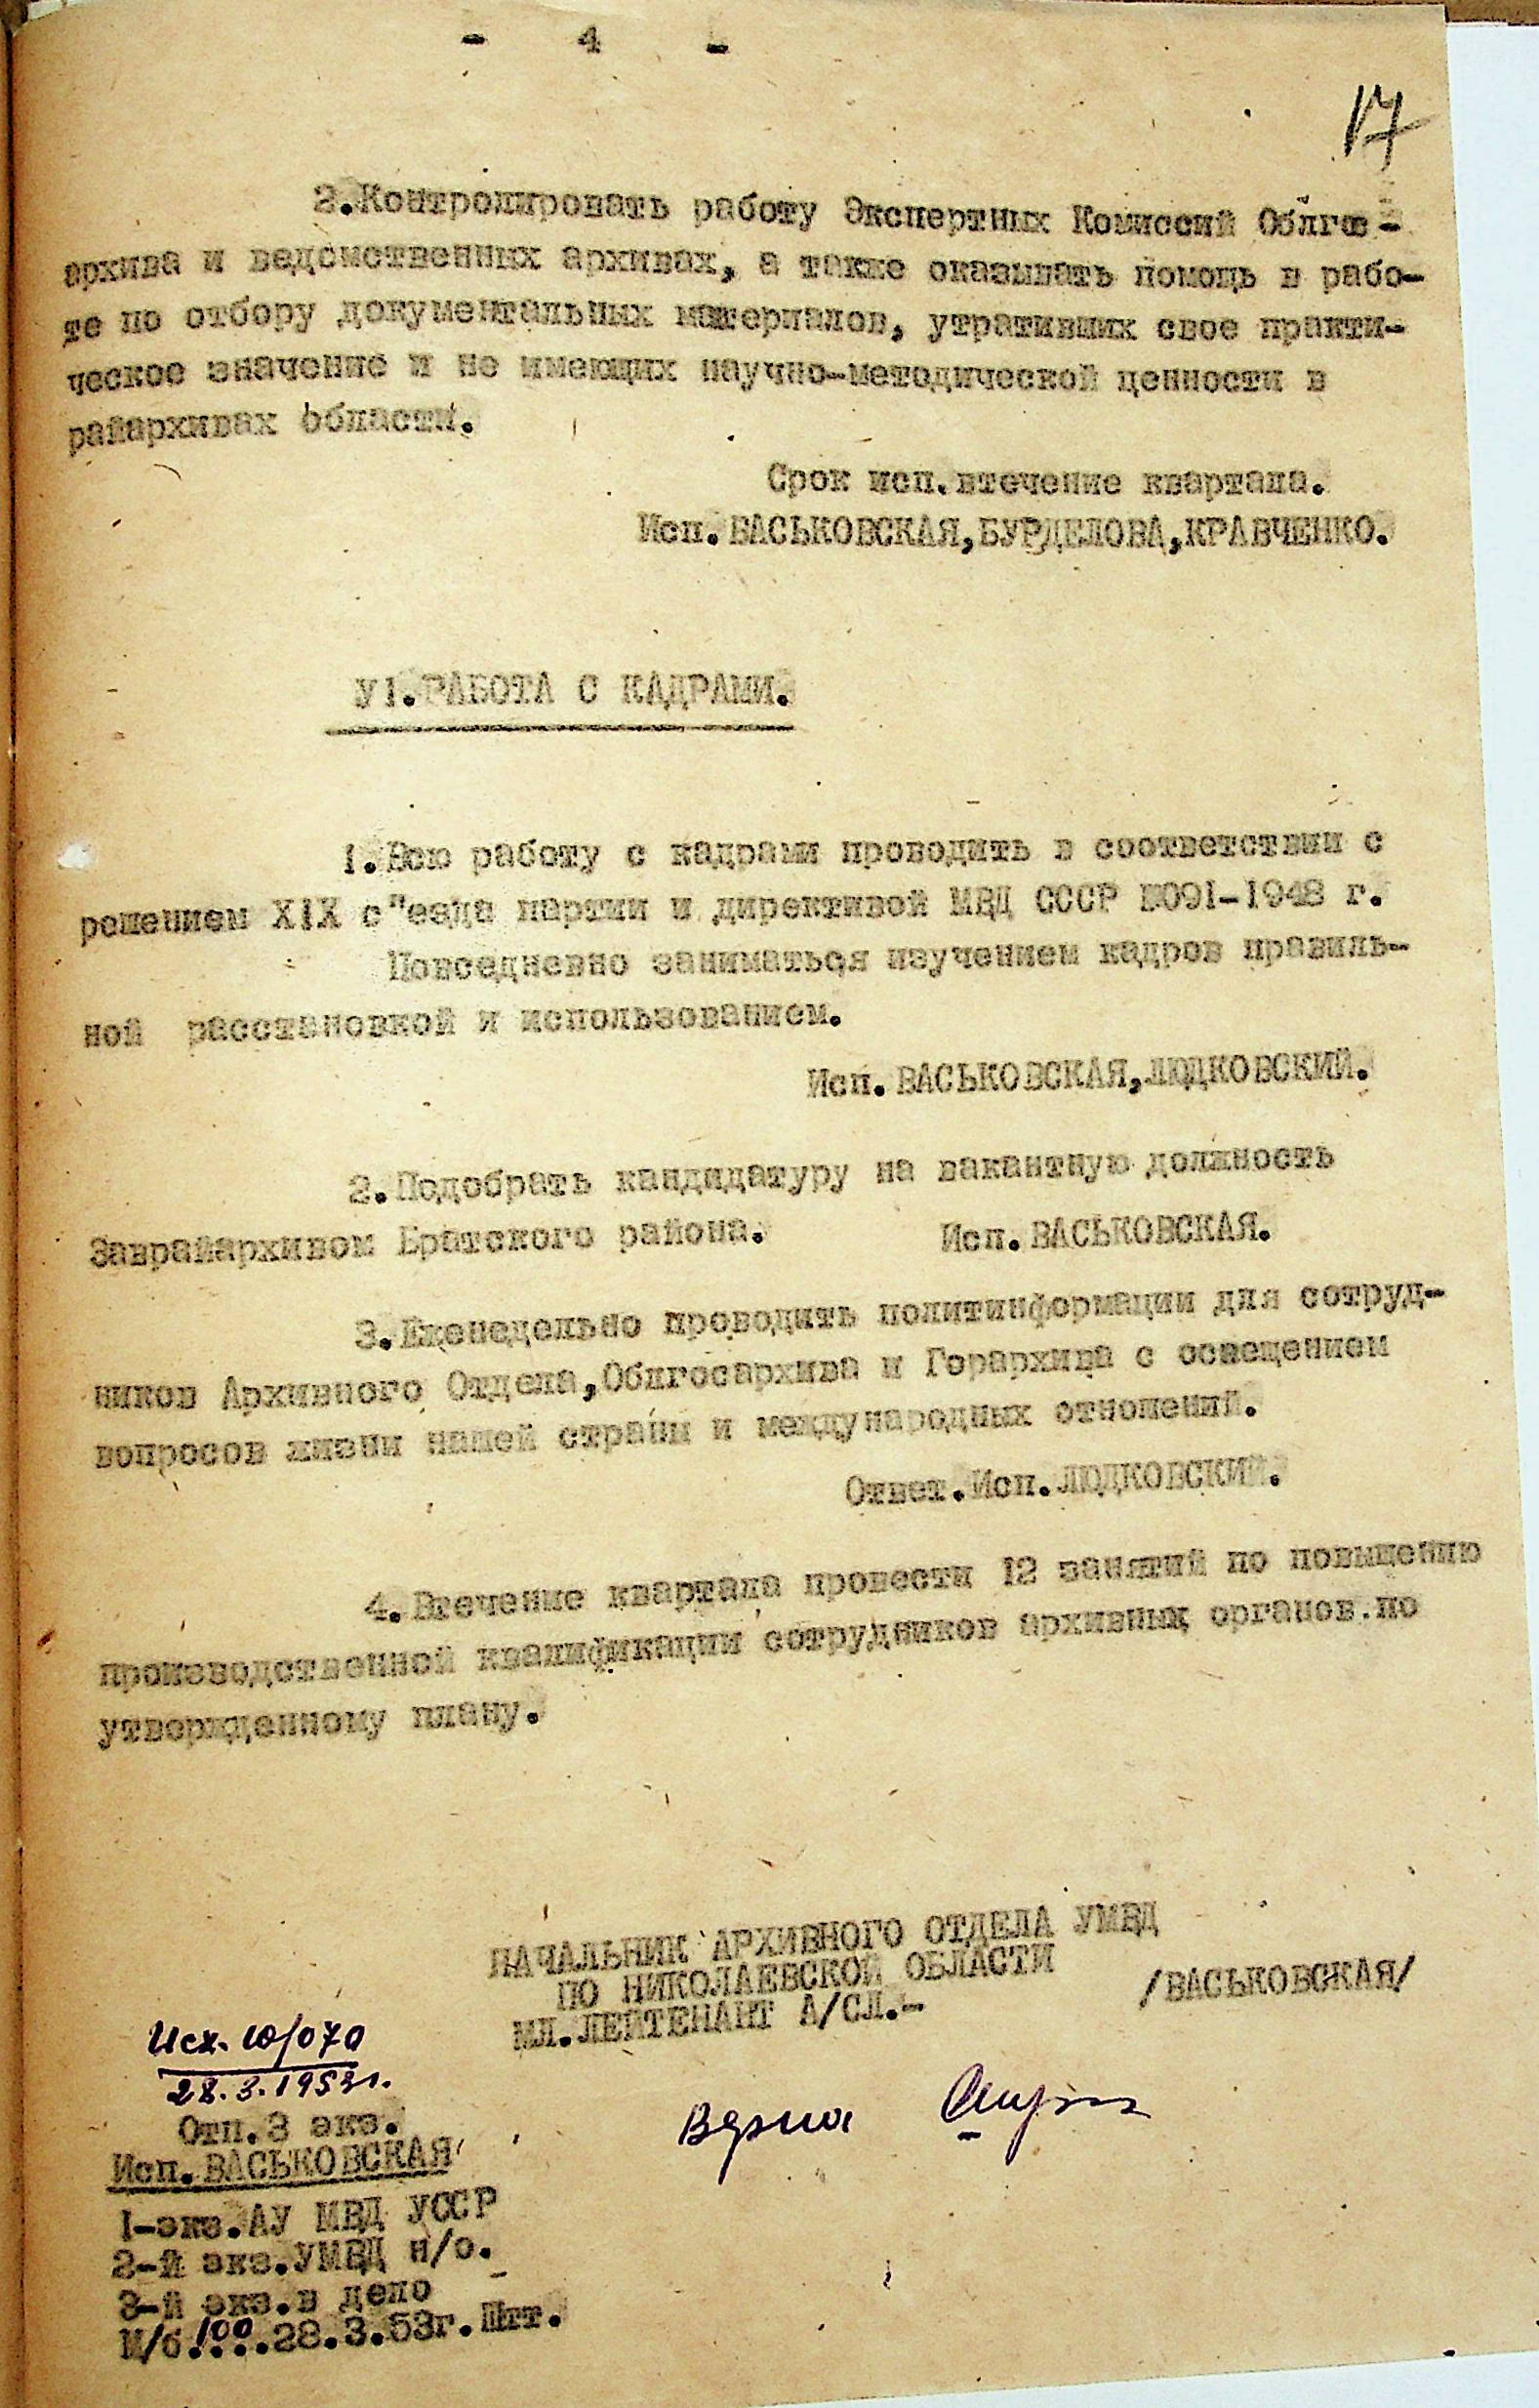 - 4 -
17
2.Контролировать работу Экспертных Комиссий Облгос-
архива и ведомственных архивах, а также оказывать помощь в рабо-
те по отбору документальных материалов, утративших свое практи-
ческое значение и не имеющих научно-методической ценности в
райархивах области.
Срок исп. втечение квартала.
Исп. ВАСЬКОВСКАЯ,БУРДЕЛОВА,КРАВЧЕНКО.
У1.РАБОТА С КАДРАМИ.
1.Всю работу с кадрами проводить в соответствии с
решением Х1Х с"езда партии и директивой МВД СССР №091-1948 г.
Повседневно заниматься изучением кадров правиль-
ной расстановкой и использованием.
Исп. ВАСЬКОВСКАЯ,ЛЮДКОВСКИЙ.
2.Подобрать кандидатуру на вакантную должность
Заврайархивом Братского района. Исп. ВАСЬКОВСКАЯ.
3.Еженедельно проводить политинформации для сотруд-
ников Архивного Отдела,Облгосархива и Горархива с освещением
вопросов жизни нашей страны и международных отношений.
Ответ.Исп.ЛЮДКОВСКИЙ.
4.Втечение квартала провести 12 занятий по повышению
производственной квалификации сотрудников архивных органов.по
утвержденному плану.
НАЧАЛЬНИК АРХИВНОГО ОТДЕЛА УМВД
ПО НИКОЛАЕВСКОЙ ОБЛАСТИ
МЛ.ЛЕЙТЕНАНТ А/СЛ.- /ВАСЬКОВСКАЯ/
Исх. 10/070
28.3.1953г.
Верна
Отп.3 экз.
Исп.ВАСЬКОВСКАЯ
1-экз.АУ МВД УССР
2-й экз.УМВД н/о.
3-й экз.в дело
М/б.100..28.3.53г.Шт.